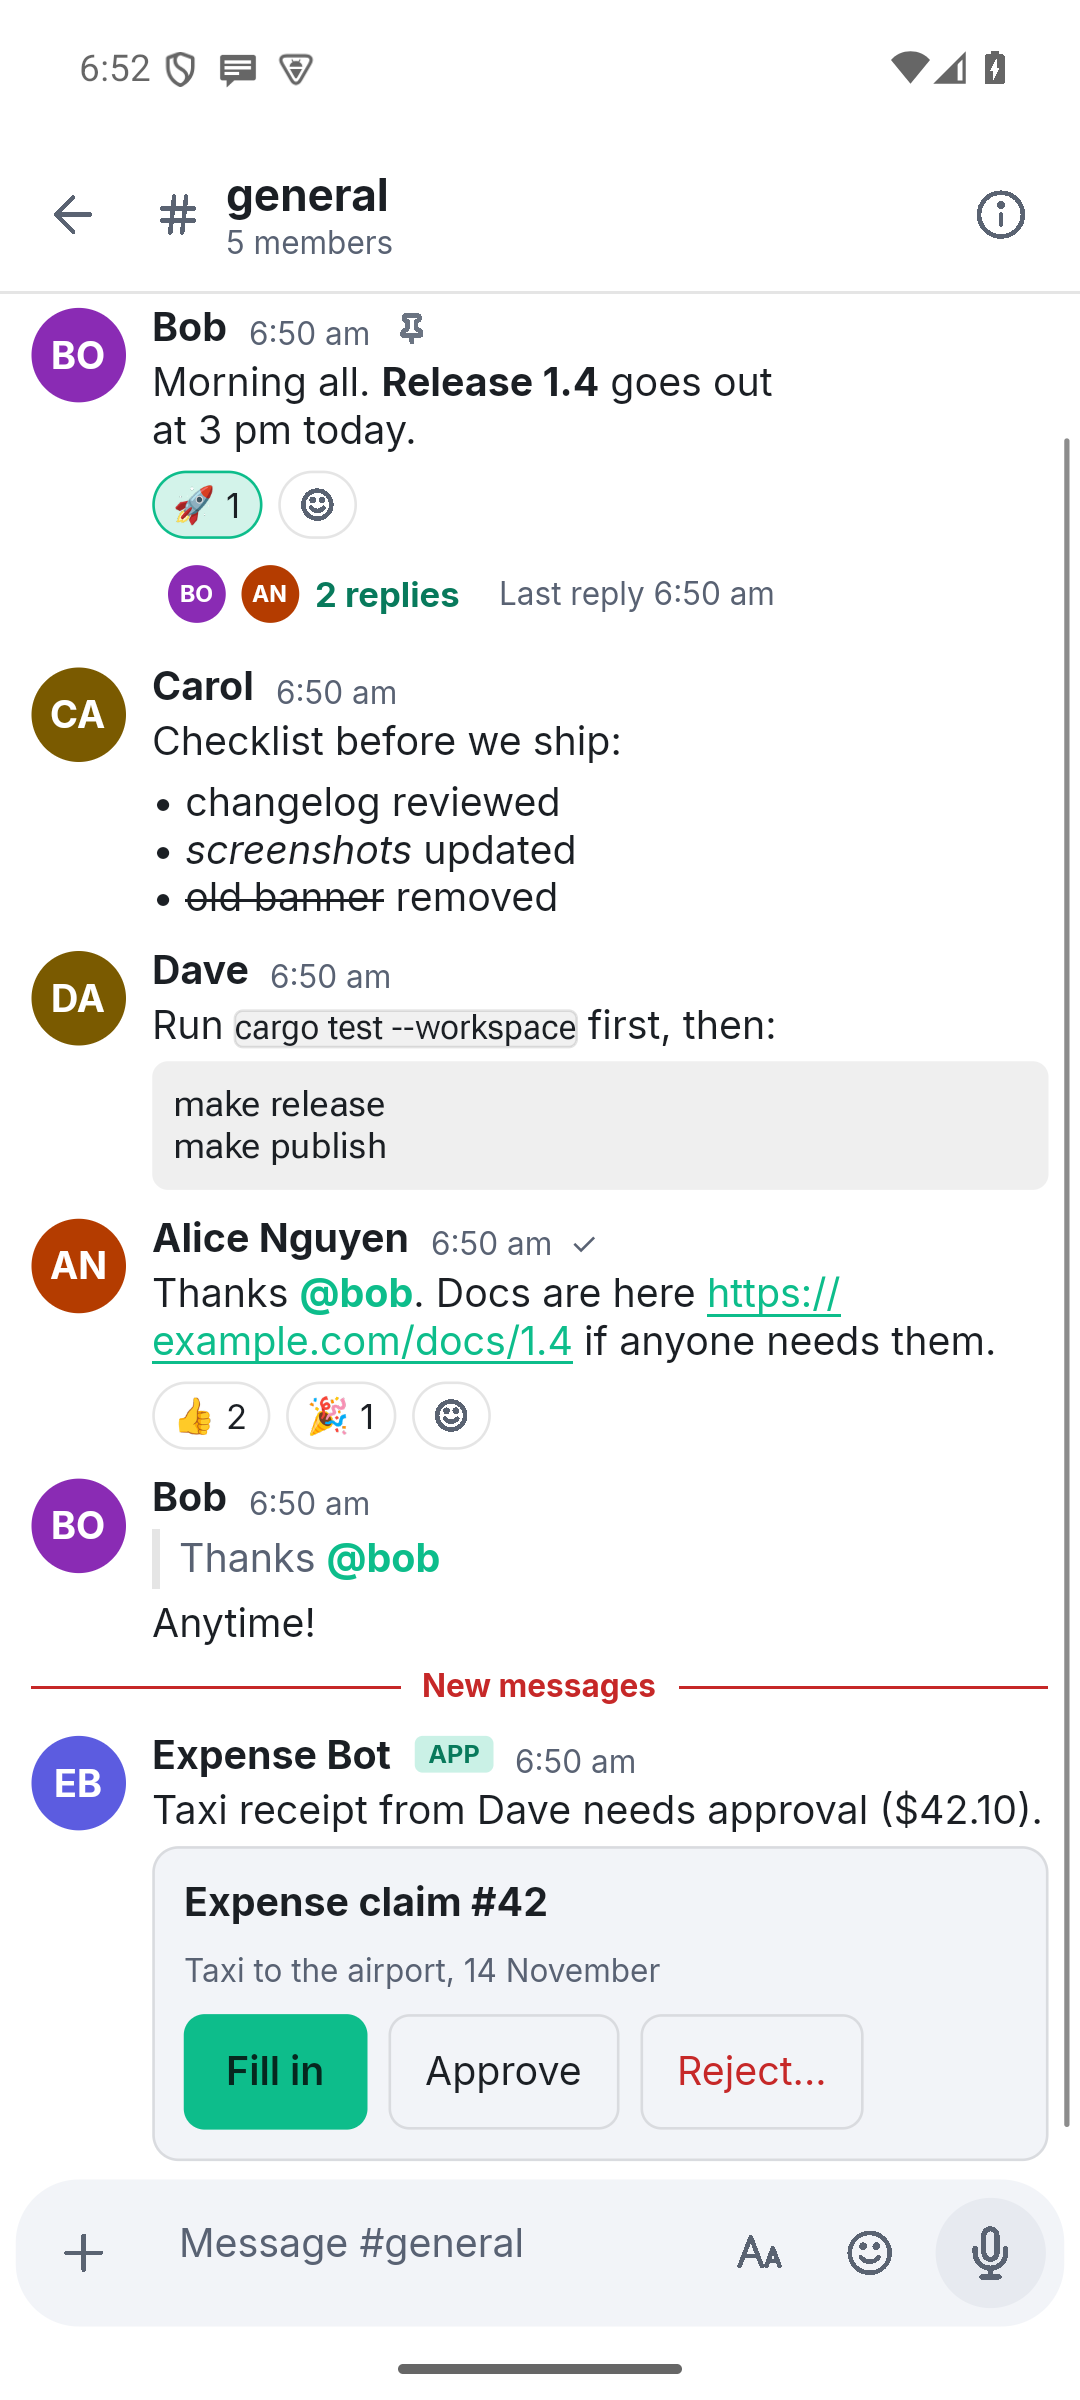 6:52
general
5 members
BO
Bob 6:50 am
Morning all. Release 1.4 goes out
at 3 pm today.
🚀 1
BO AN 2 replies Last reply 6:50 am
CA
Carol 6:50 am
Checklist before we ship:
• changelog reviewed
• screenshots updated
• old banner removed
DA
Dave 6:50 am
Run cargo test --workspace first, then:
make release
make publish
AN
Alice Nguyen 6:50 am ✓
Thanks @bob. Docs are here https://
example.com/docs/1.4 if anyone needs them.
👍 2 🎉 1
BO
Bob 6:50 am
Thanks @bob
Anytime!
New messages
EB
Expense Bot APP 6:50 am
Taxi receipt from Dave needs approval ($42.10).
Expense claim #42
Taxi to the airport, 14 November
Fill in Approve Reject...
Message #general